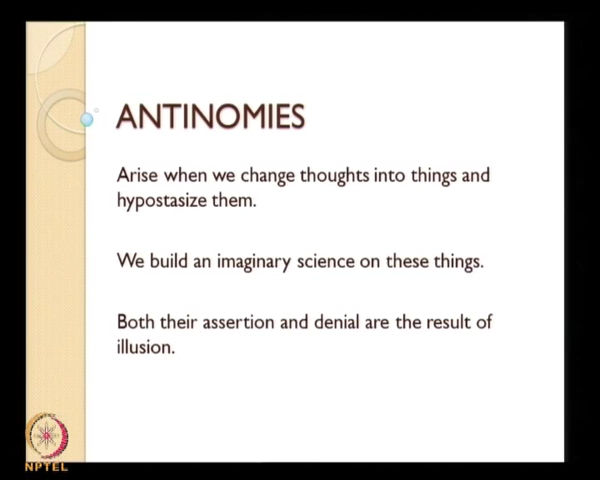 ANTINOMIES
Arise when we change thoughts into things and
hypostasize them.
We build an imaginary science on these things.
Both their assertion and denial are the result of
illusion.
NPTEL